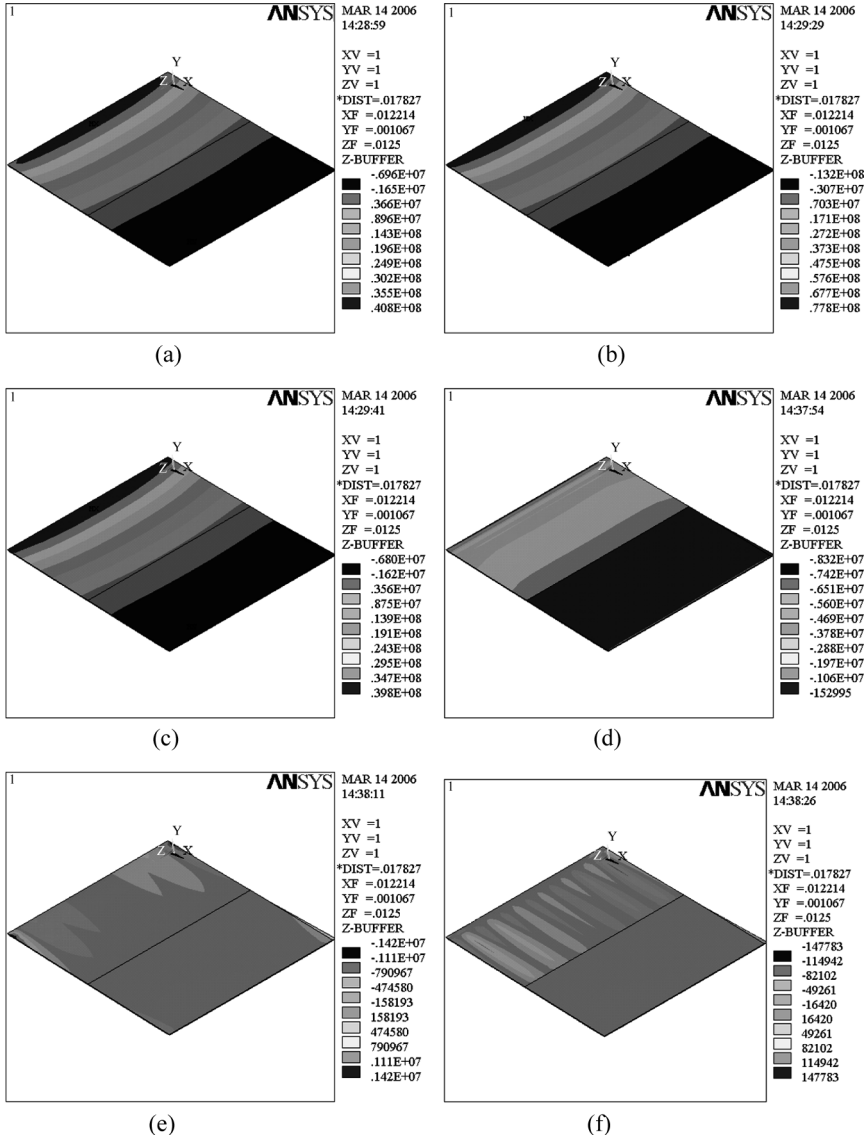 1
ANSYS
MAR 14 2006
14:28:59
XV =1
YV =1
ZV =1
*DIST=.017827
XF =.012214
YF =.001067
ZF =.0125
Z-BUFFER
-.696E+07
-.165E+07
.366E+07
.896E+07
.143E+08
.196E+08
.249E+08
.302E+08
.355E+08
.408E+08
Y
Z X
(a)
1
ANSYS
MAR 14 2006
14:29:29
XV =1
YV =1
ZV =1
*DIST=.017827
XF =.012214
YF =.001067
ZF =.0125
Z-BUFFER
-.132E+08
-.307E+07
.703E+07
.171E+08
.272E+08
.373E+08
.475E+08
.576E+08
.677E+08
.778E+08
Y
Z X
(b)
1
ANSYS
MAR 14 2006
14:29:41
XV =1
YV =1
ZV =1
*DIST=.017827
XF =.012214
YF =.001067
ZF =.0125
Z-BUFFER
-.680E+07
-.162E+07
.356E+07
.875E+07
.139E+08
.191E+08
.243E+08
.295E+08
.347E+08
.398E+08
Y
Z X
(c)
1
ANSYS
MAR 14 2006
14:37:54
XV =1
YV =1
ZV =1
*DIST=.017827
XF =.012214
YF =.001067
ZF =.0125
Z-BUFFER
-.832E+07
-.742E+07
-.651E+07
-.560E+07
-.469E+07
-.378E+07
-.288E+07
-.197E+07
-.106E+07
-152995
Y
Z X
(d)
1
ANSYS
MAR 14 2006
14:38:11
XV =1
YV =1
ZV =1
*DIST=.017827
XF =.012214
YF =.001067
ZF =.0125
Z-BUFFER
-.142E+07
-.111E+07
-790967
-474580
-158193
158193
474580
790967
.111E+07
.142E+07
Y
Z X
(e)
1
ANSYS
MAR 14 2006
14:38:26
XV =1
YV =1
ZV =1
*DIST=.017827
XF =.012214
YF =.001067
ZF =.0125
Z-BUFFER
-147783
-114942
-82102
-49261
-16420
16420
49261
82102
114942
147783
Y
Z X
(f)